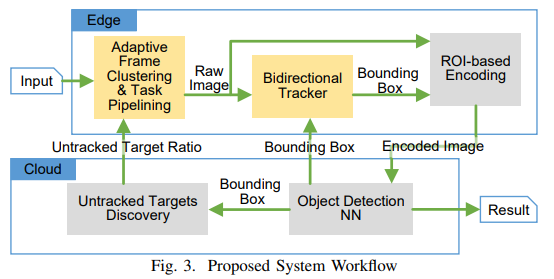 Edge
Input
Adaptive
Frame
Clustering
& Task
Pipelining
Raw
Image
Bidirectional
Tracker
Bounding
Box
ROI-based
Encoding
Untracked Target Ratio
Bounding Box
Encoded Image
Cloud
Untracked Targets
Discovery
Bounding
Box
Object Detection
NN
Result
Fig. 3. Proposed System Workflow